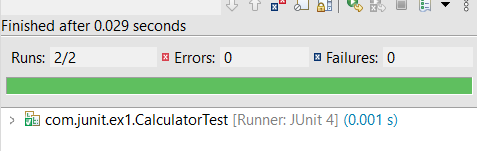 Finished after 0.029 seconds
Runs: 2/2 Errors: 0 Failures: 0
com.junit.ex1.CalculatorTest [Runner: JUnit 4] (0.001 s)